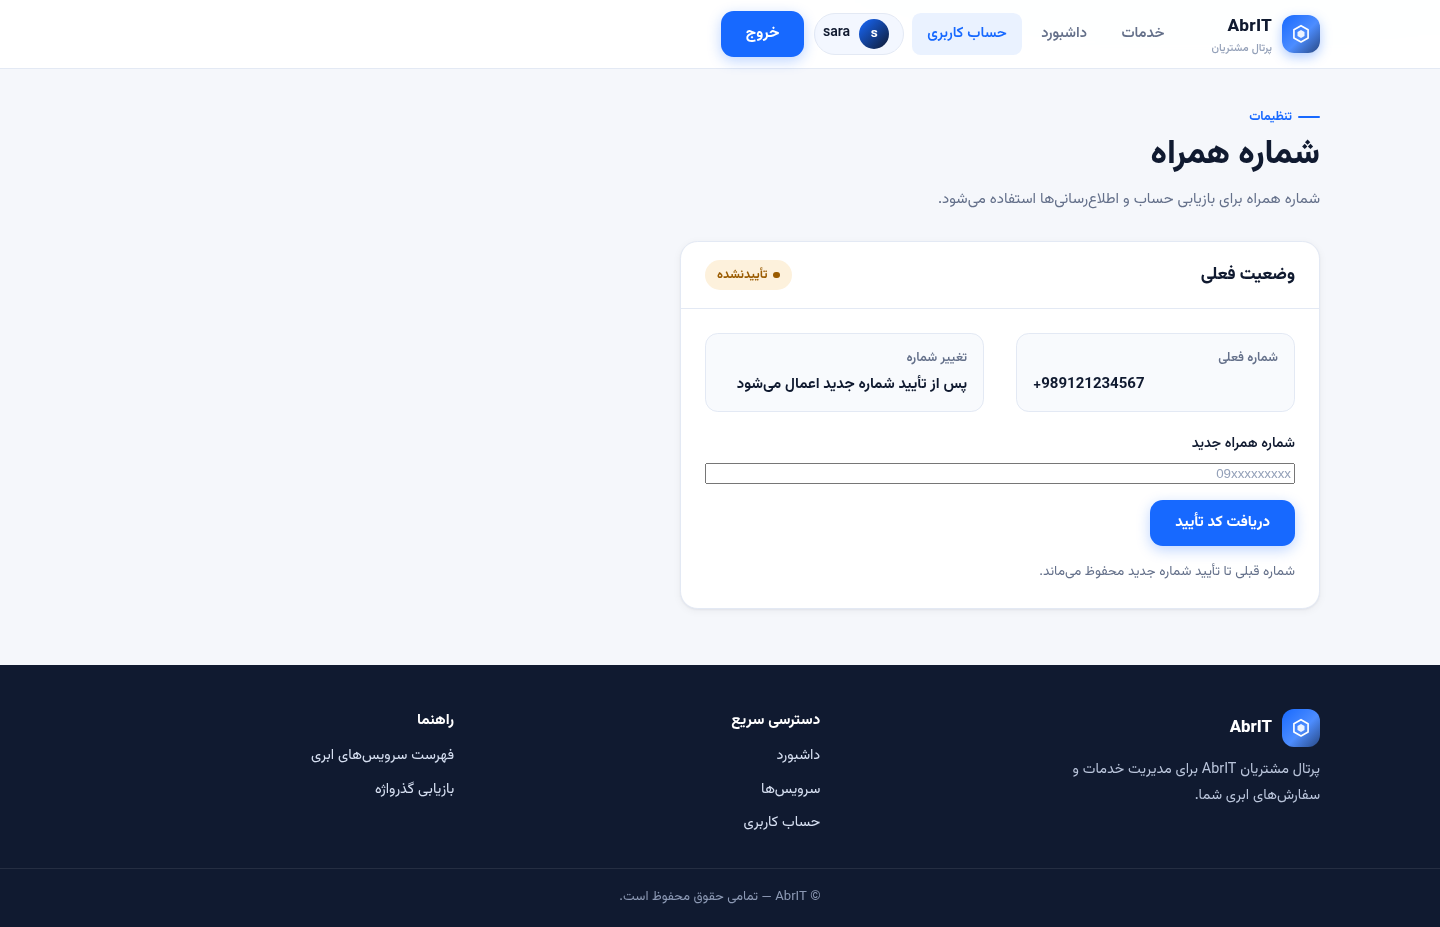 AbrIT
پرتال مشتریان
خدمات
داشبورد
حساب کاربری
s
sara
خروج
تنظیمات
شماره همراه
شماره همراه برای بازیابی حساب و اطلاع‌رسانی‌ها استفاده می‌شود.
وضعیت فعلی
تأییدنشده
شماره فعلی
+989121234567
تغییر شماره
پس از تأیید شماره جدید اعمال می‌شود
شماره همراه جدید
09xxxxxxxxx
دریافت کد تأیید
شماره قبلی تا تأیید شماره جدید محفوظ می‌ماند.
AbrIT
پرتال مشتریان AbrIT برای مدیریت خدمات و
سفارش‌های ابری شما.
دسترسی سریع
داشبورد
سرویس‌ها
حساب کاربری
راهنما
فهرست سرویس‌های ابری
بازیابی گذرواژه
© AbrIT — تمامی حقوق محفوظ است.